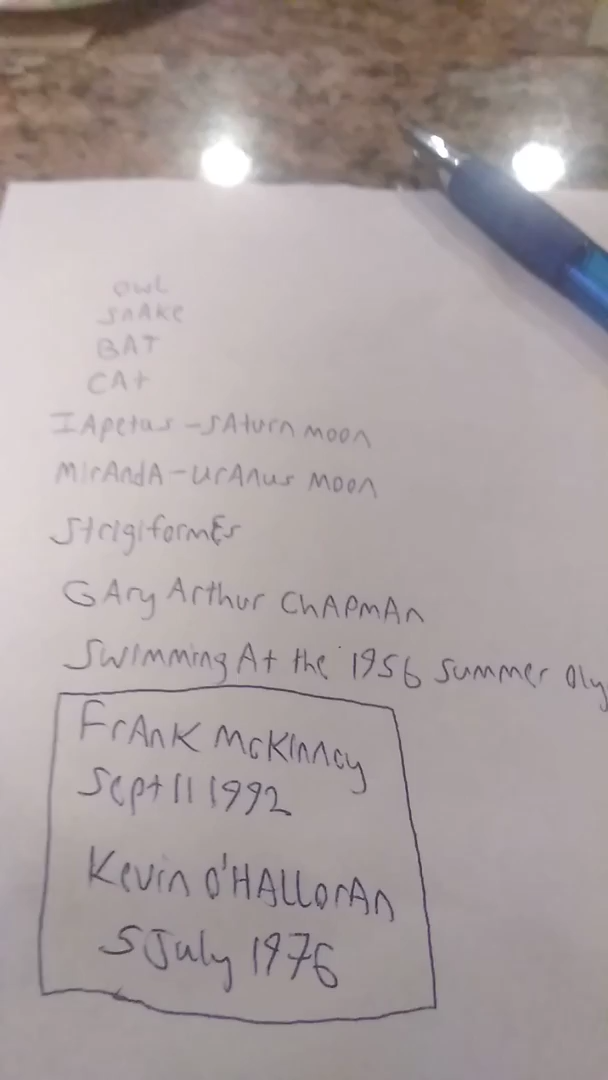 OWL
SNAKE
BAT
CAT
IApetus - SAturn moon
MirAndA - UrAnus Moon
StrigiformEs
GAry Arthur ChAPmAn
Swimming At the 1956 Summer Oly
FrAnK McKinney
Sept 11 1992
Kevin O'HAllorAn
5 July 1976